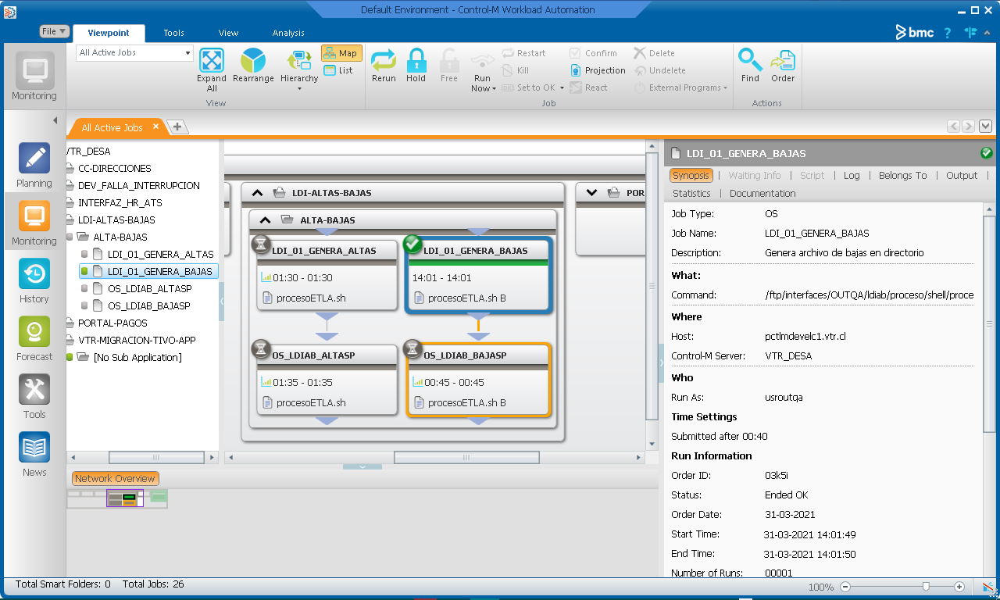 Default Environment - Control-M Workload Automation
File
Viewpoint Tools View Analysis
bmc ?
All Active Jobs
Expand All
Rearrange
Hierarchy
Map
List
View
Rerun
Hold
Free
Run Now
Restart
Kill
Set to OK
Confirm
Projection
React
Delete
Undelete
External Programs
Job
Find
Order
Actions
Monitoring
Planning
Monitoring
History
Forecast
Tools
News
All Active Jobs
VTR_DESA
CC-DIRECCIONES
DEV_FALLA_INTERRUPCION
INTERFAZ_HR_ATS
LDI-ALTAS-BAJAS
ALTA-BAJAS
LDI_01_GENERA_ALTAS
LDI_01_GENERA_BAJAS
OS_LDIAB_ALTASP
OS_LDIAB_BAJASP
PORTAL-PAGOS
VTR-MIGRACION-TIVO-APP
[No Sub Application]
LDI-ALTAS-BAJAS
POR
ALTA-BAJAS
LDI_01_GENERA_ALTAS
01:30 - 01:30
procesoETLA.sh
LDI_01_GENERA_BAJAS
14:01 - 14:01
procesoETLA.sh B
OS_LDIAB_ALTASP
01:35 - 01:35
procesoETLA.sh
OS_LDIAB_BAJASP
00:45 - 00:45
procesoETLA.sh B
Network Overview
LDI_01_GENERA_BAJAS
Synopsis | Waiting Info | Script | Log | Belongs To | Output |
Statistics | Documentation
Job Type: OS
Job Name: LDI_01_GENERA_BAJAS
Description: Genera archivo de bajas en directorio
What:
Command: /ftp/interfaces/OUTQA/ldiab/proceso/shell/proce
Where
Host: pctlmdevelc1.vtr.cl
Control-M Server: VTR_DESA
Who
Run As: usroutqa
Time Settings
Submitted after 00:40
Run Information
Order ID: 03k5i
Status: Ended OK
Order Date: 31-03-2021
Start Time: 31-03-2021 14:01:49
End Time: 31-03-2021 14:01:50
Number of Runs: 00001
Total Smart Folders: 0 Total Jobs: 26
100%